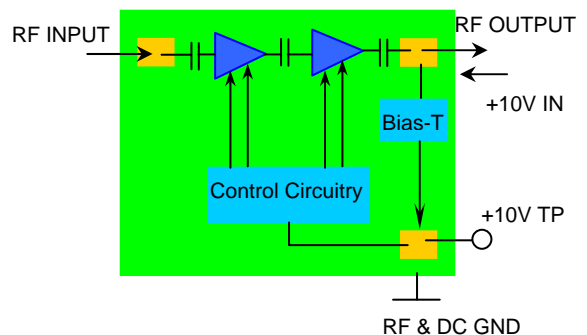 RF INPUT
RF OUTPUT
+10V IN
Bias-T
Control Circuitry
+10V TP
RF & DC GND